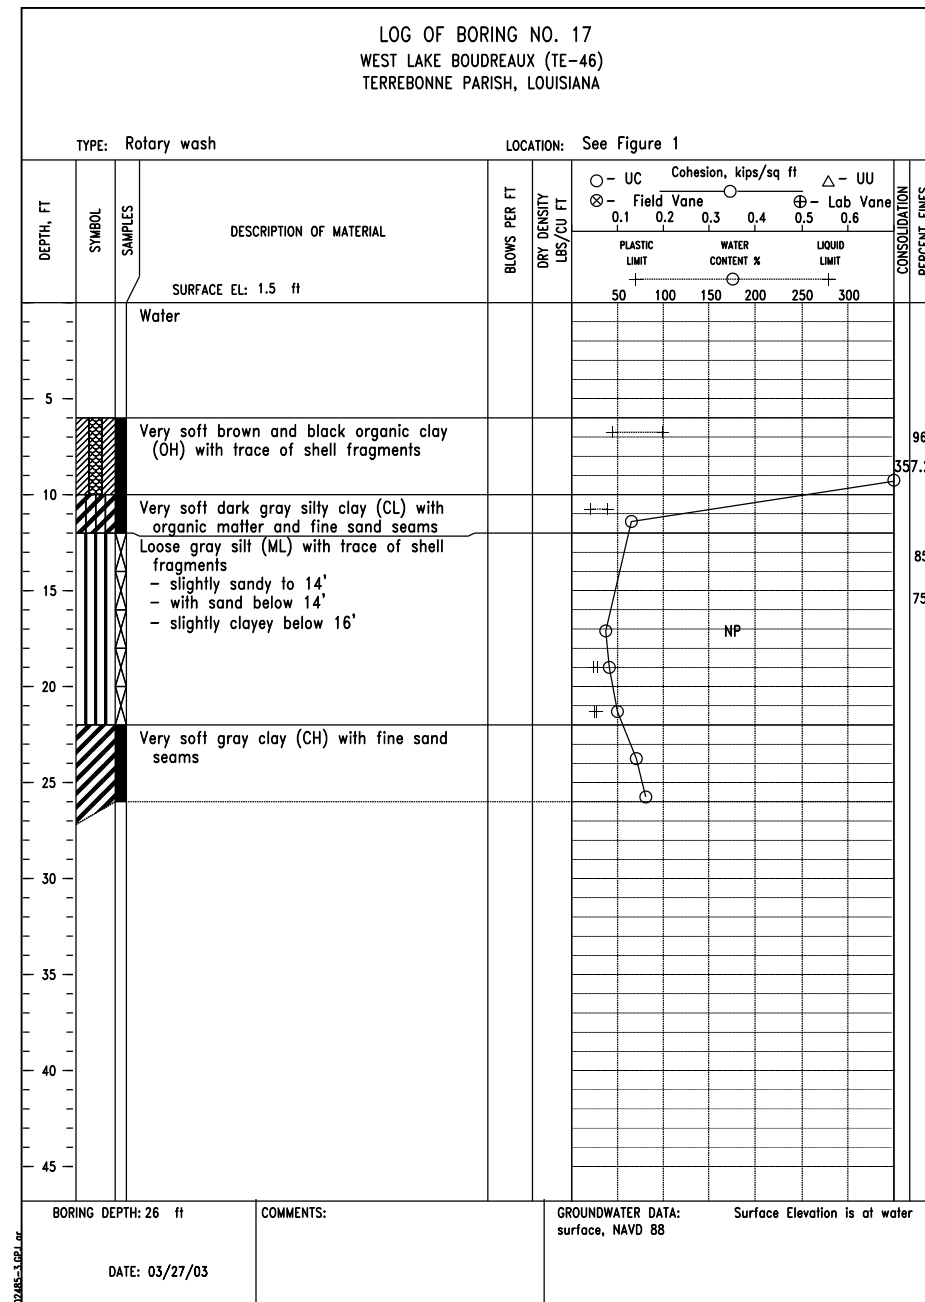 LOG OF BORING NO. 17
WEST LAKE BOUDREAUX (TE-46)
TERREBONNE PARISH, LOUISIANA
TYPE: Rotary wash
LOCATION: See Figure 1
DEPTH, FT
SYMBOL
SAMPLES
DESCRIPTION OF MATERIAL
SURFACE EL: 1.5 ft
BLOWS PER FT
DRY DENSITY
LBS/CU FT
Cohesion, kips/sq ft
- UC
- UU
- Field Vane
- Lab Vane
0.1 0.2 0.3 0.4 0.5 0.6
PLASTIC LIMIT
WATER CONTENT %
LIQUID LIMIT
50 100 150 200 250 300
CONSOLIDATION
PERCENT FINES
Water
5
Very soft brown and black organic clay
(OH) with trace of shell fragments
96
357.2
10
Very soft dark gray silty clay (CL) with
organic matter and fine sand seams
Loose gray silt (ML) with trace of shell
fragments
85
- slightly sandy to 14'
15
- with sand below 14'
75
- slightly clayey below 16'
NP
20
Very soft gray clay (CH) with fine sand
seams
25
30
35
40
45
BORING DEPTH: 26 ft
DATE: 03/27/03
COMMENTS:
GROUNDWATER DATA: Surface Elevation is at water
surface, NAVD 88